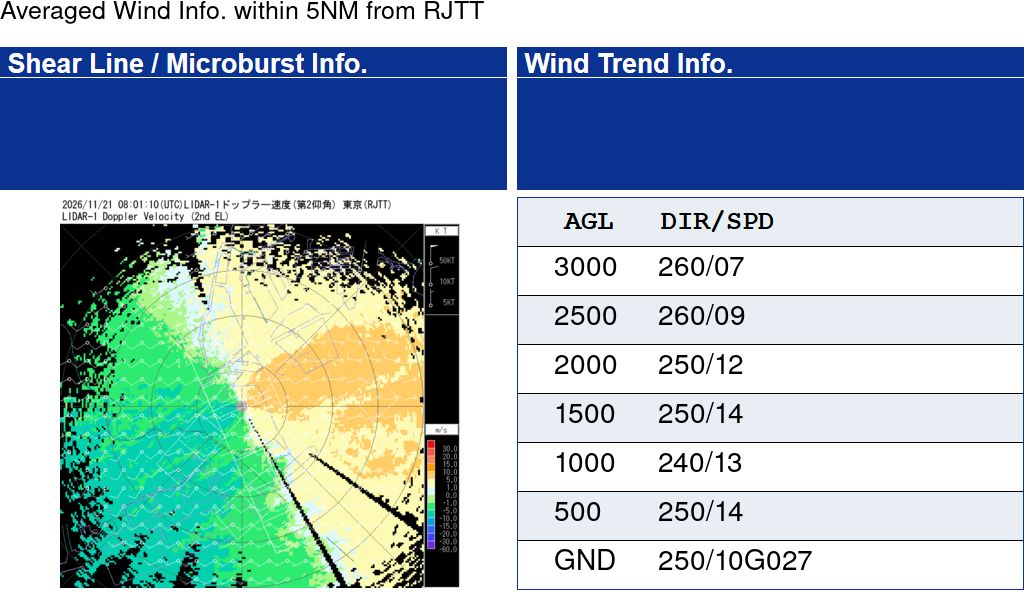 Averaged Wind Info. within 5NM from RJTT
Shear Line / Microburst Info.
Wind Trend Info.
2026/11/21 08:01:10(UTC)LIDAR-1ドップラー速度(第2仰角) 東京(RJTT)
LIDAR-1 Doppler Velocity (2nd EL)
K T
50KT
10KT
5KT
m/s
30.0
20.0
15.0
10.0
5.0
1.0
0.0
-1.0
-5.0
-10.0
-15.0
-20.0
-30.0
-60.0
AGL DIR/SPD
3000 260/07
2500 260/09
2000 250/12
1500 250/14
1000 240/13
500 250/14
GND 250/10G027